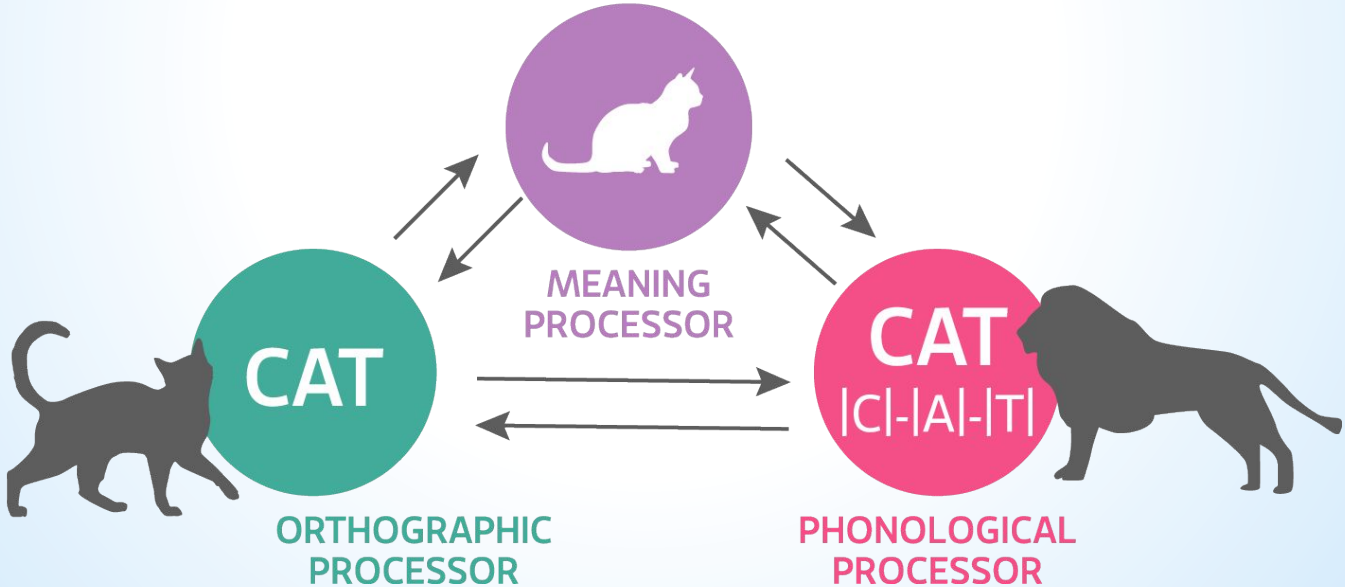 MEANING
PROCESSOR
CAT
CAT
|C|-|A|-|T|
ORTHOGRAPHIC
PROCESSOR
PHONOLOGICAL
PROCESSOR